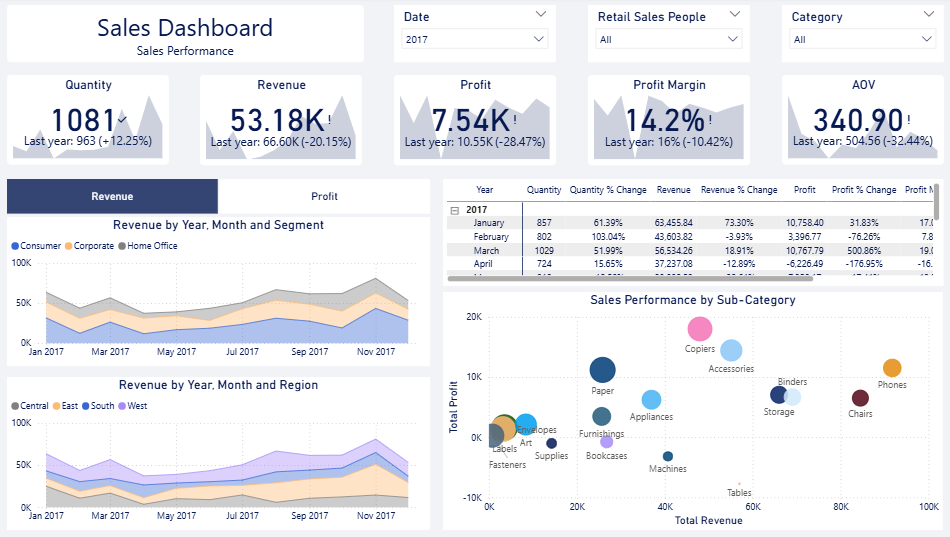 Sales Dashboard
Sales Performance
Date
2017
Retail Sales People
All
Category
All
Quantity
1081
Last year: 963 (+12.25%)
Revenue
53.18K!
Last year: 66.60K (-20.15%)
Profit
7.54K!
Last year: 10.55K (-28.47%)
Profit Margin
14.2%!
Last year: 16% (-10.42%)
AOV
340.90!
Last year: 504.56 (-32.44%)
Revenue
Profit
Revenue by Year, Month and Segment
Consumer Corporate Home Office
100K
50K
0K
Jan 2017 Mar 2017 May 2017 Jul 2017 Sep 2017 Nov 2017
Revenue by Year, Month and Region
Central East South West
100K
50K
0K
Jan 2017 Mar 2017 May 2017 Jul 2017 Sep 2017 Nov 2017
Year Quantity Quantity % Change Revenue Revenue % Change Profit Profit % Change Profit M
2017
January 857 61.39% 63,455.84 73.30% 10,758.40 31.83% 17.0
February 802 103.04% 43,603.82 -3.93% 3,396.77 -76.26% 7.8
March 1029 51.99% 56,534.26 18.91% 10,767.79 500.86% 19.0
April 724 15.65% 37,237.08 -12.89% -6,226.49 -176.95% -16.
Sales Performance by Sub-Category
Total Profit
20K
10K
0K
-10K
Copiers
Accessories
Paper
Phones
Binders
Storage
Chairs
Appliances
Furnishings
Envelopes
Art
Labels
Supplies
Bookcases
Fasteners
Machines
Tables
0K 20K 40K 60K 80K 100K
Total Revenue